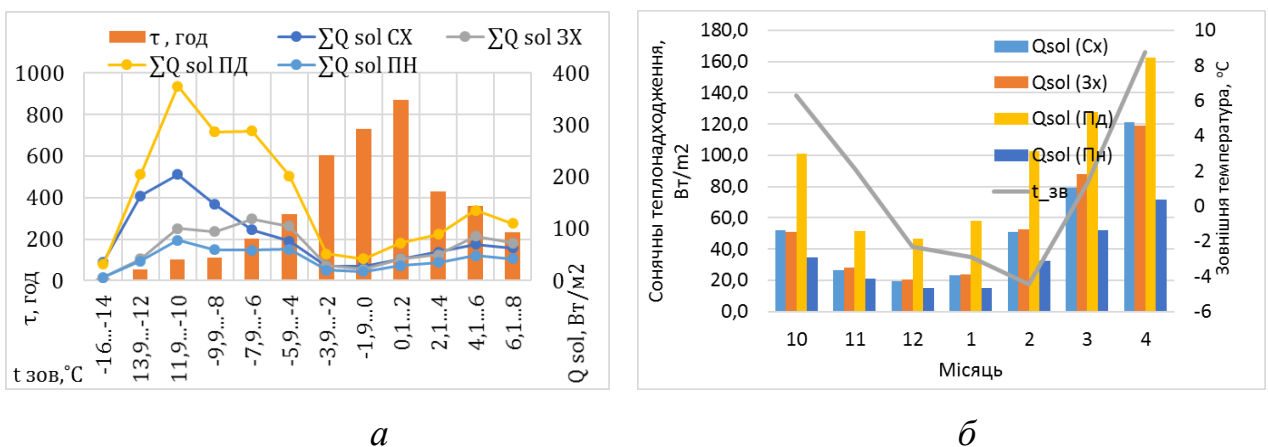 τ , год
∑Q sol СХ
∑Q sol ЗХ
∑Q sol ПД
∑Q sol ПН
1000
800
600
400
200
0
τ, год
400
300
200
100
0
Q sol, Вт/м2
-16...-14
13,9...-12
11,9...-10
-9,9...-8
-7,9...-6
-5,9...-4
-3,9...-2
-1,9...0
0,1...2
2,1...4
4,1...6
6,1...8
t зов,˚С
а
Сонячны теплонадходження,
Вт/m2
180,0
160,0
140,0
120,0
100,0
80,0
60,0
40,0
20,0
0,0
Qsol (Сх)
Qsol (Зх)
Qsol (Пд)
Qsol (Пн)
t_зв
10
8
6
4
2
0
-2
-4
-6
Зовнішня температура, °С
10
11
12
1
2
3
4
Місяць
б